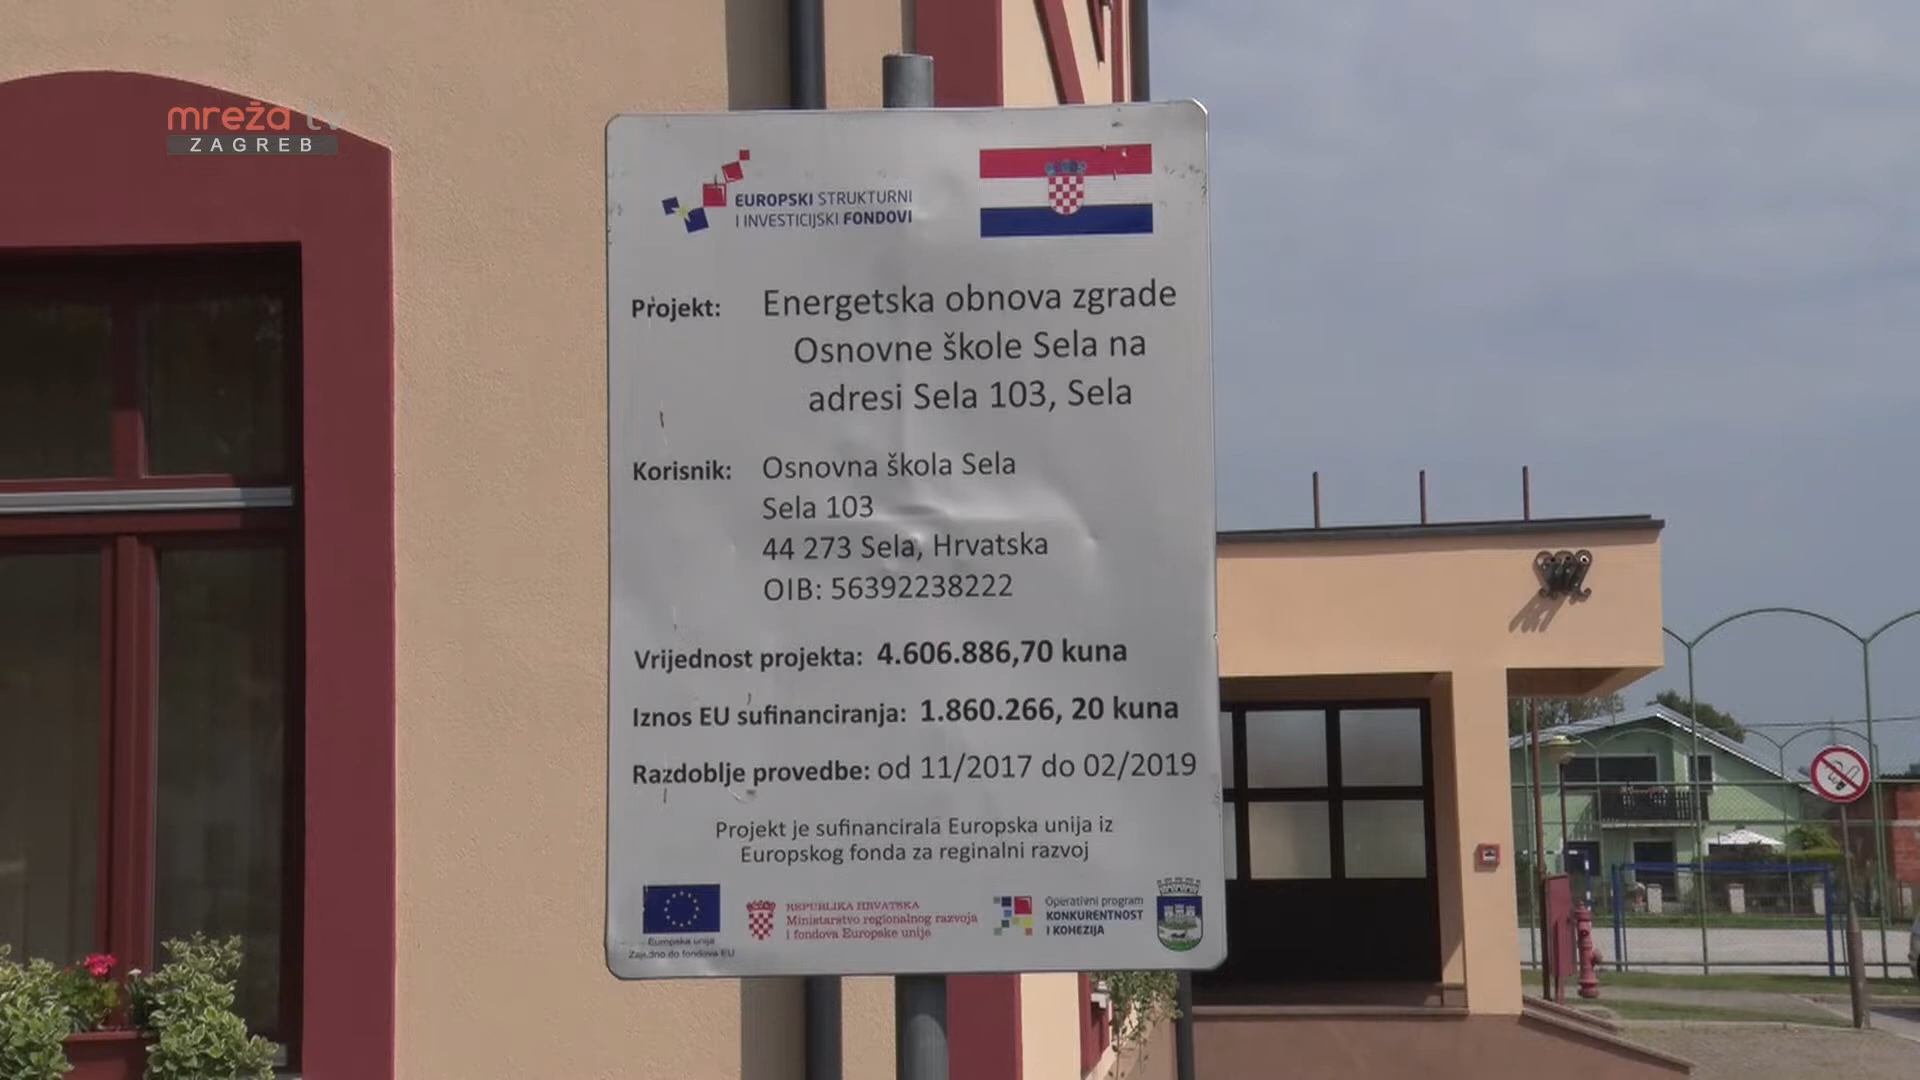 mreža tv
ZAGREB
EUROPSKI STRUKTURNI
I INVESTICIJSKI FONDOVI
Projekt: Energetska obnova zgrade
Osnovne škole Sela na
adresi Sela 103, Sela
Korisnik: Osnovna škola Sela
Sela 103
44 273 Sela, Hrvatska
OIB: 56392238222
Vrijednost projekta: 4.606.886,70 kuna
Iznos EU sufinanciranja: 1.860.266, 20 kuna
Razdoblje provedbe: od 11/2017 do 02/2019
Projekt je sufinancirala Europska unija iz
Europskog fonda za reginalni razvoj
Europska unija
Zajedno do fondova EU
REPUBLIKA HRVATSKA
Ministarstvo regionalnog razvoja
i fondova Europske unije
Operativni program
KONKURENTNOST
I KOHEZIJA